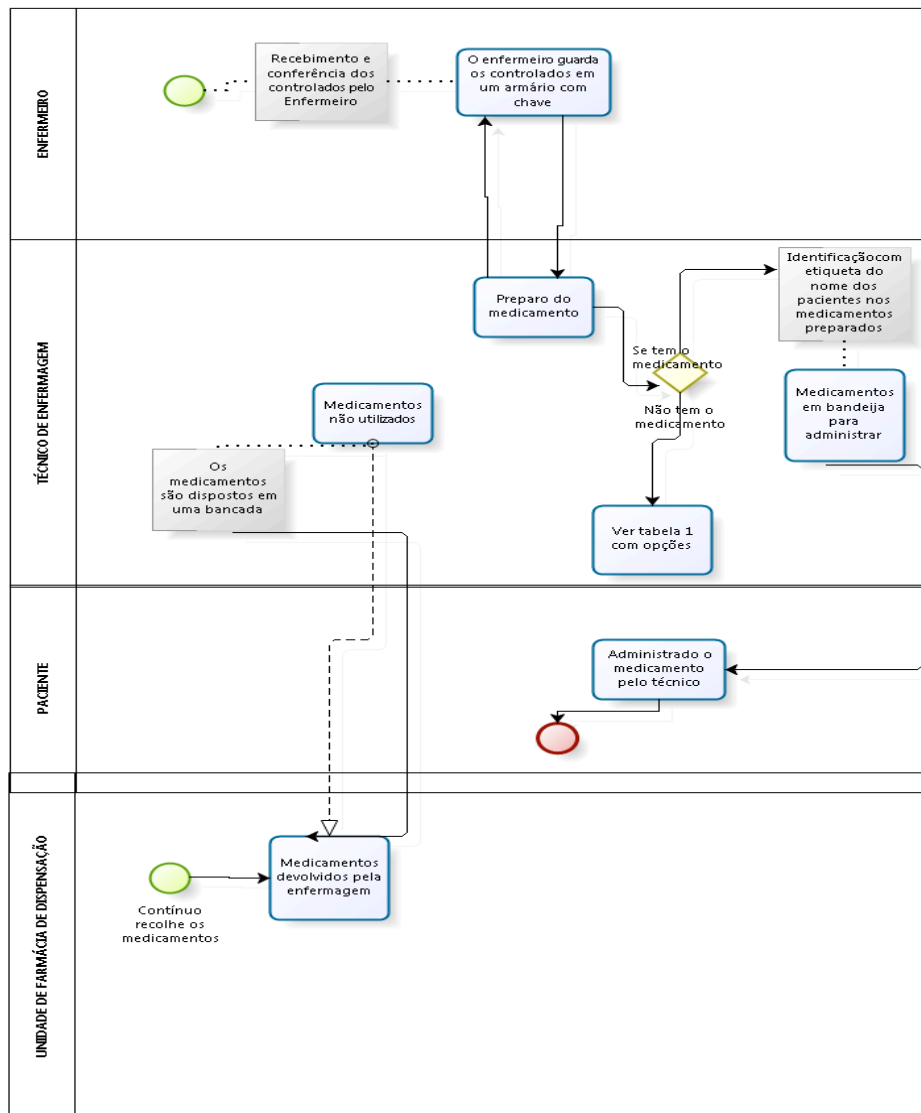 ENFERMEIRO
Recebimento e
conferência dos
controlados pelo
Enfermeiro
O enfermeiro guarda
os controlados em
um armário com
chave
TÉCNICO DE ENFERMAGEM
Preparo do
medicamento
Se tem o
medicamento
Não tem o
medicamento
Identificaçãocom
etiqueta do
nome dos
pacientes nos
medicamentos
preparados
Medicamentos
em bandeija
para
administrar
Medicamentos
não utilizados
Os
medicamentos
são dispostos em
uma bancada
Ver tabela 1
com opções
PACIENTE
Administrado o
medicamento
pelo técnico
UNIDADE DE FARMÁCIA DE DISPENSAÇÃO
Medicamentos
devolvidos pela
enfermagem
Contínuo
recolhe os
medicamentos